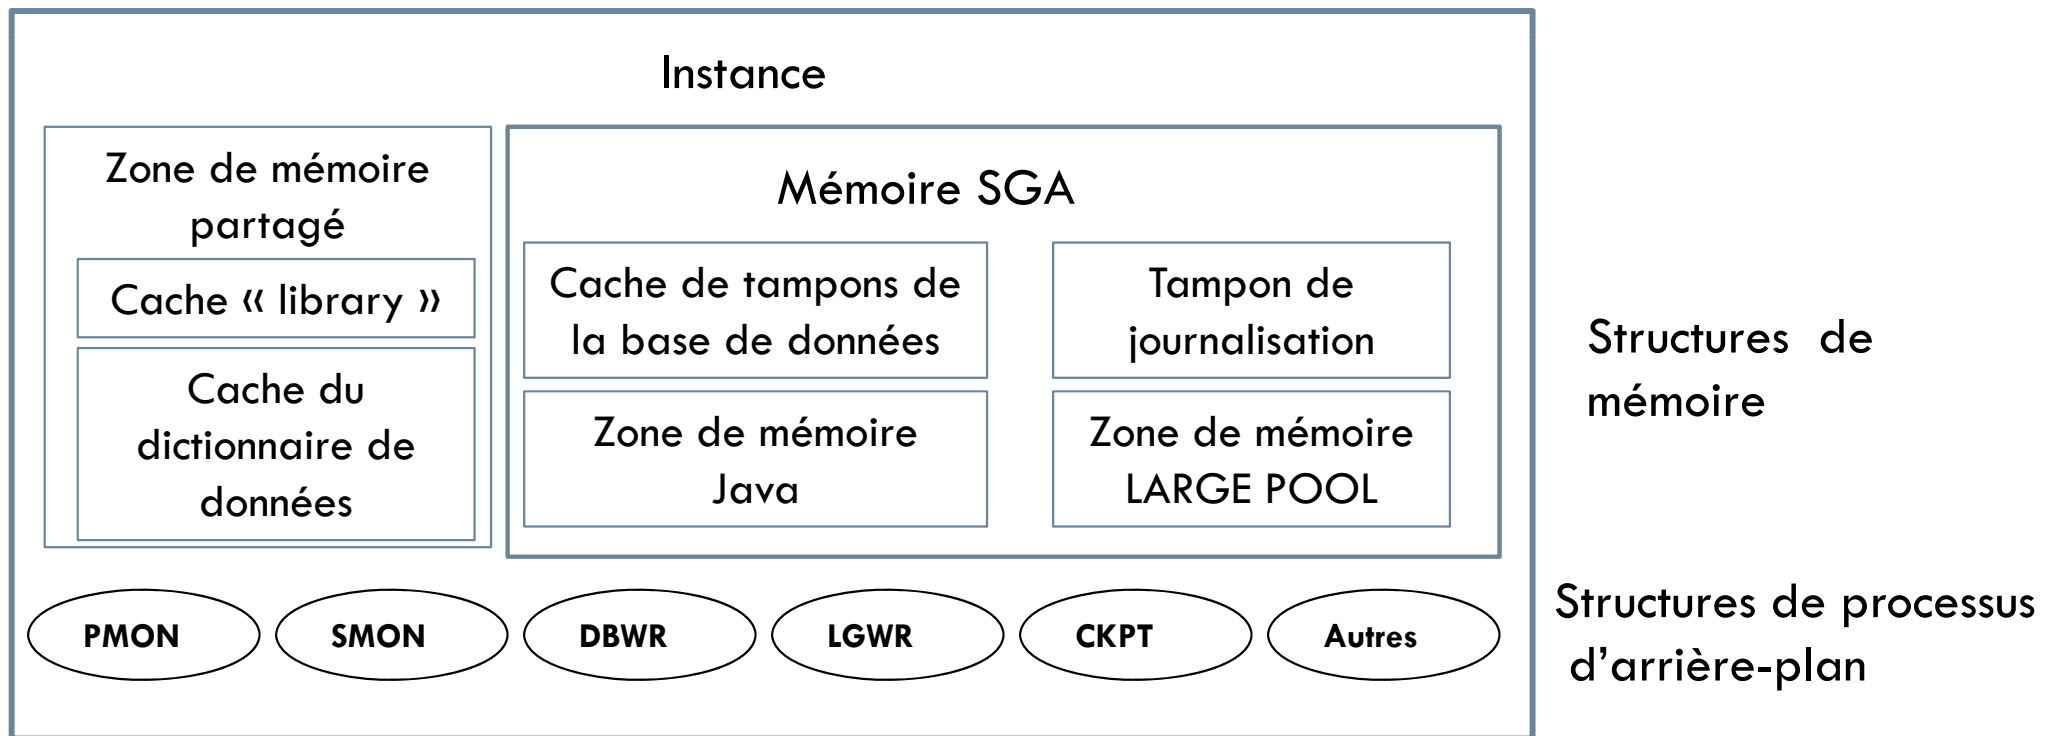 Instance
Zone de mémoire
partagé
Cache « library »
Cache du
dictionnaire de
données
Mémoire SGA
Cache de tampons de
la base de données
Tampon de
journalisation
Zone de mémoire
Java
Zone de mémoire
LARGE POOL
Structures de
mémoire
PMON
SMON
DBWR
LGWR
CKPT
Autres
Structures de processus
d’arrière-plan